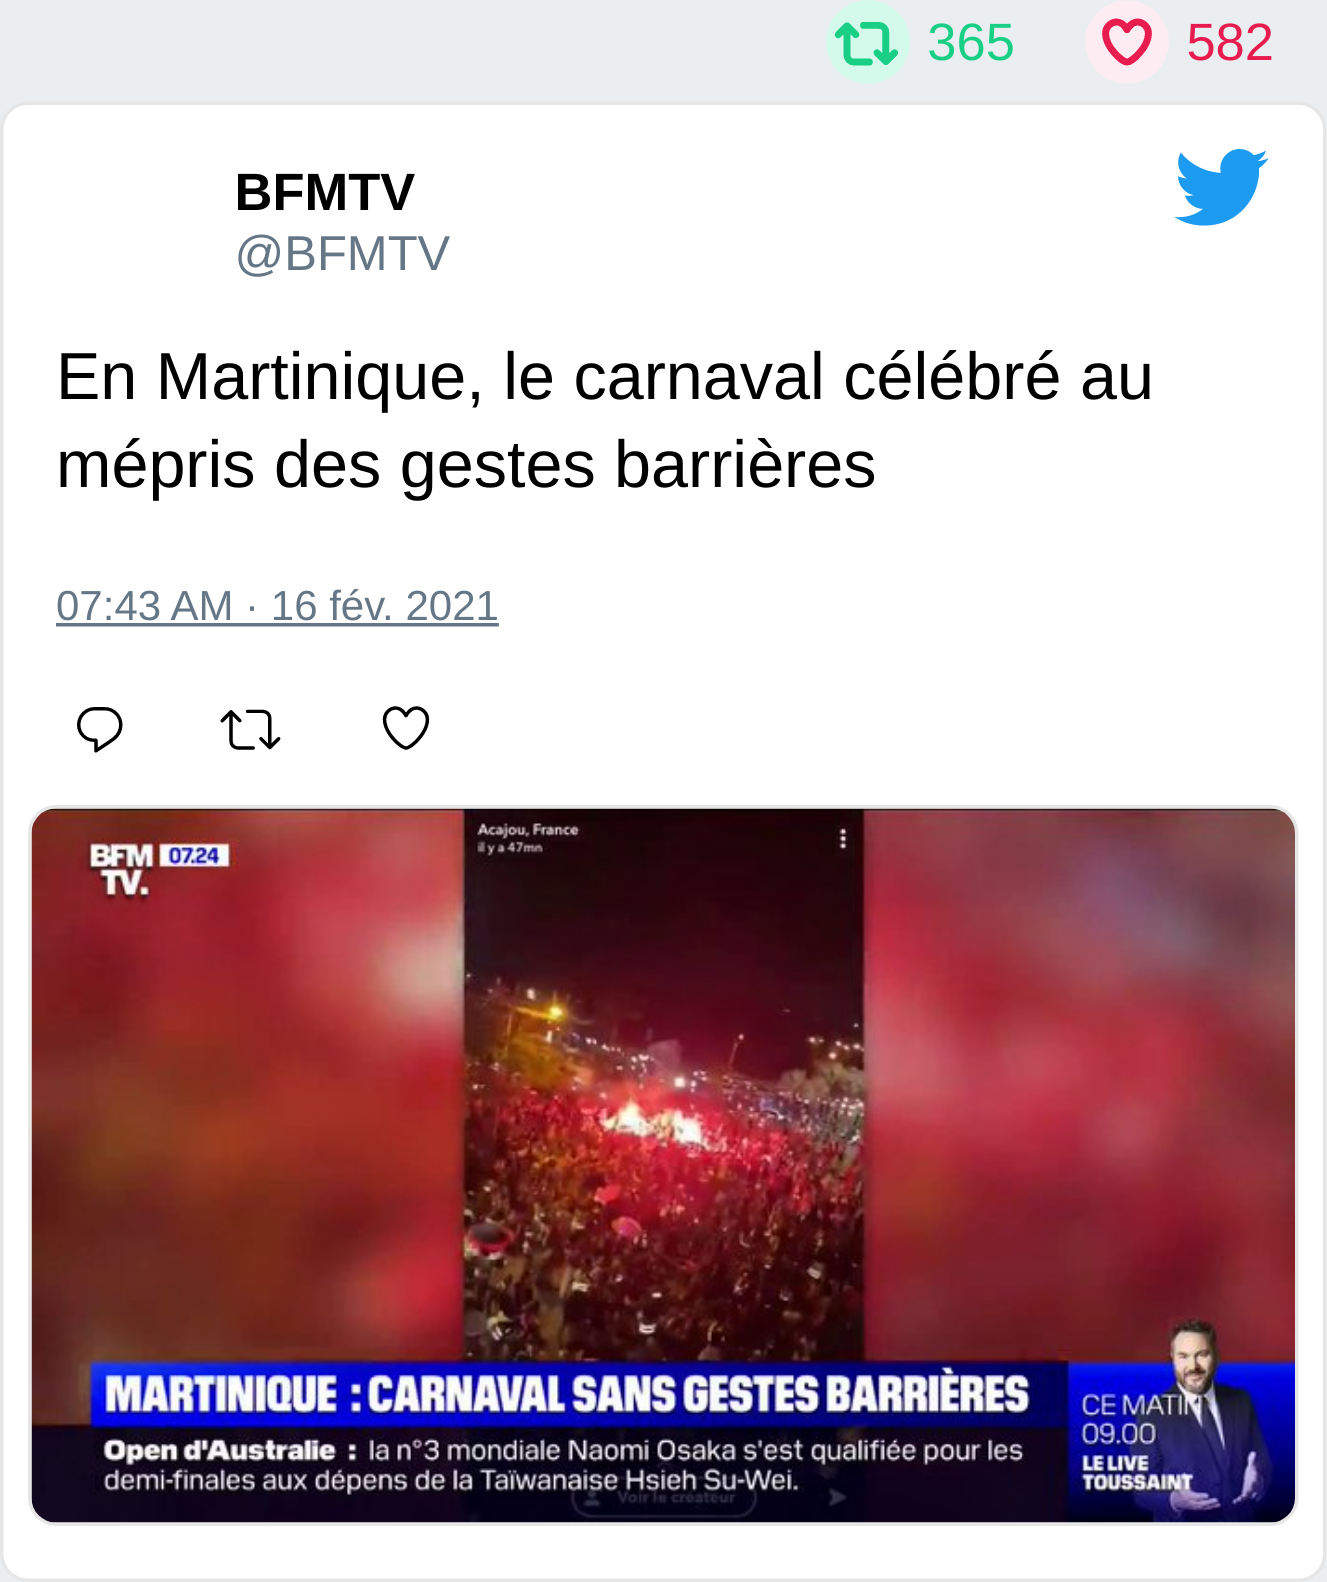 365 582
BFMTV
@BFMTV
En Martinique, le carnaval célébré au
mépris des gestes barrières
07:43 AM · 16 fév. 2021
Acajou, France
il y a 47mn
BFM 07.24
TV.
MARTINIQUE : CARNAVAL SANS GESTES BARRIÈRES
Open d'Australie : la n°3 mondiale Naomi Osaka s'est qualifiée pour les
demi-finales aux dépens de la Taïwanaise Hsieh Su-Wei.
Voir le créateur
CE MATIN
09.00
LE LIVE
TOUSSAINT